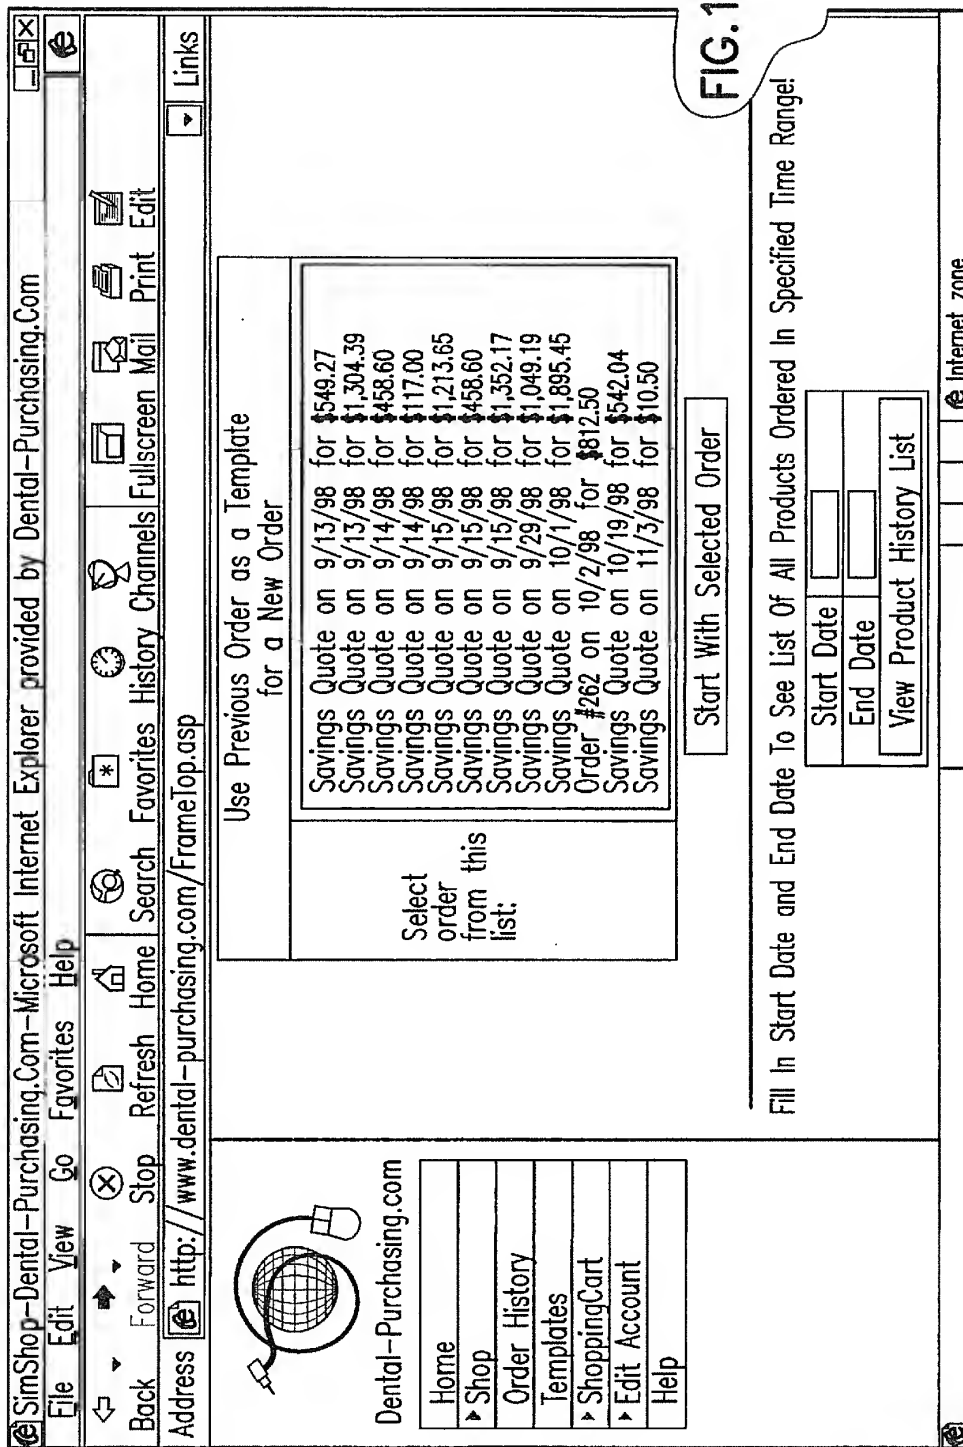 SimShop-Dental-Purchasing.Com-Microsoft Internet Explorer provided by Dental-Purchasing.Com
File Edit View Go Favorites Help
Back Forward Stop Refresh Home Search Favorites History Channels Fullscreen Mail Print Edit
Address http://www.dental-purchasing.com/FrameTop.asp Links
Dental-Purchasing.com
Home
Shop
Order History
Templates
ShoppingCart
Edit Account
Help
Use Previous Order as a Template
for a New Order
Select
order
from this
list:
Savings Quote on 9/13/98 for $549.27
Savings Quote on 9/13/98 for $1,304.39
Savings Quote on 9/14/98 for $458.60
Savings Quote on 9/14/98 for $117.00
Savings Quote on 9/15/98 for $1,213.65
Savings Quote on 9/15/98 for $458.60
Savings Quote on 9/15/98 for $1,352.17
Savings Quote on 9/29/98 for $1,049.19
Savings Quote on 10/1/98 for $1,895.45
Order #262 on 10/2/98 for $812.50
Savings Quote on 10/19/98 for $542.04
Savings Quote on 11/3/98 for $10.50
Start With Selected Order
FIG.1
Fill In Start Date and End Date To See List Of All Products Ordered In Specified Time Range!
Start Date
End Date
View Product History List
Internet zone